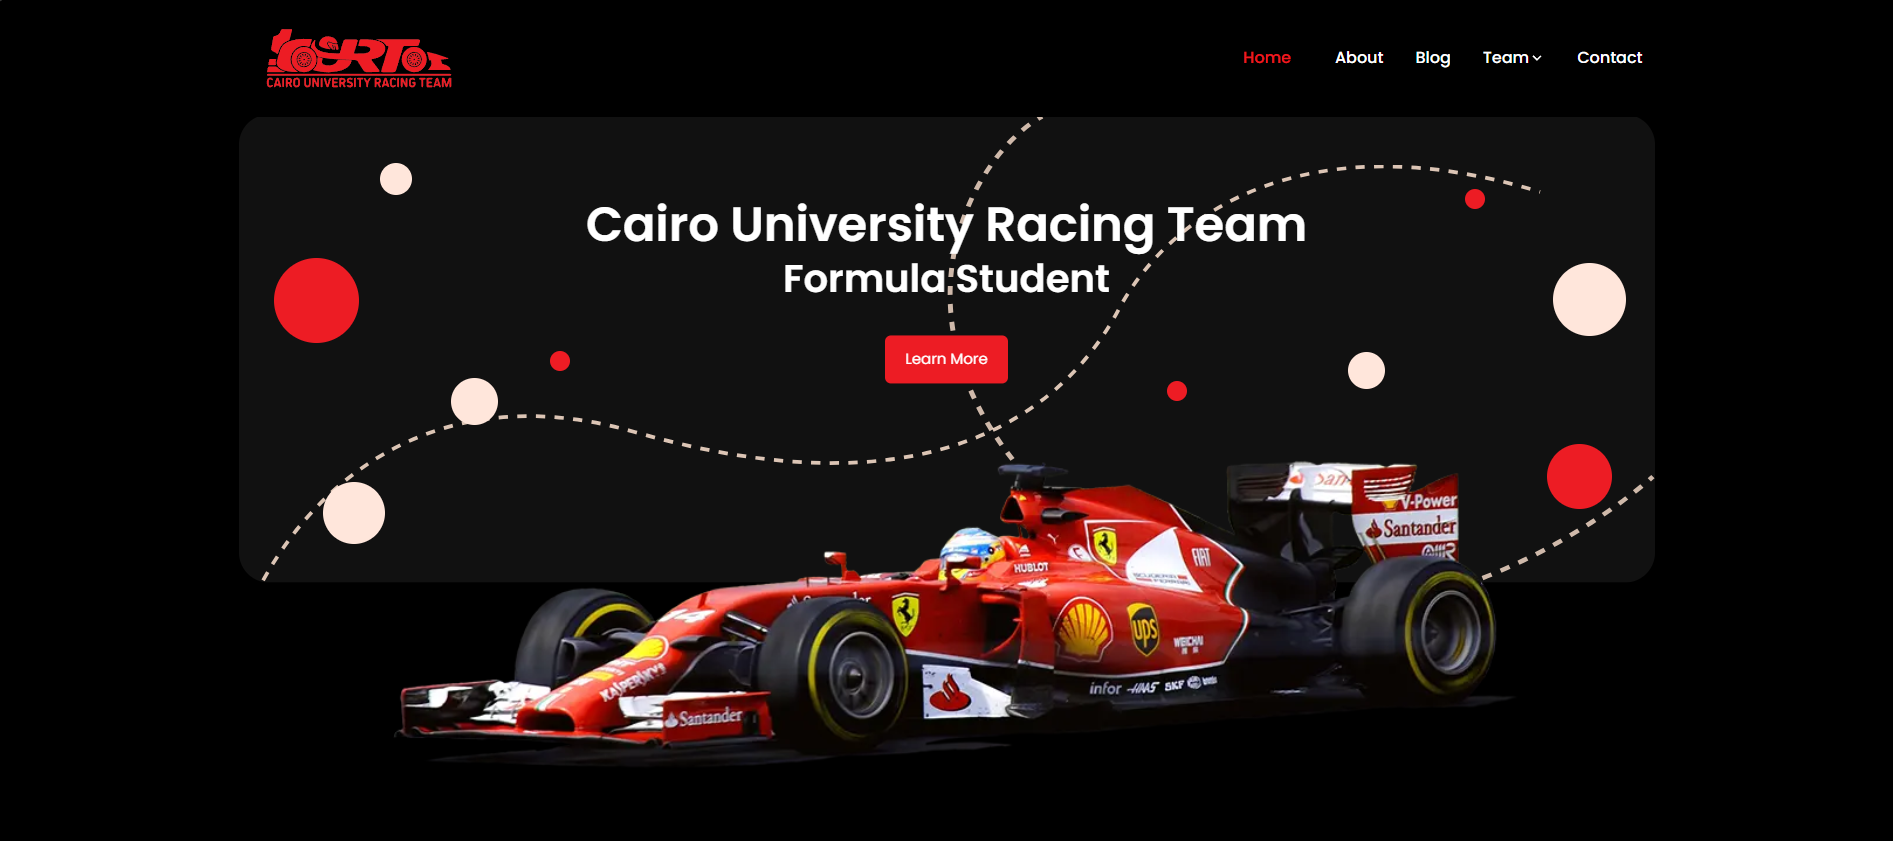 CURT
CAIRO UNIVERSITY RACING TEAM
Home
About
Blog
Team
Contact
Cairo University Racing Team
Formula Student
Learn More
V-Power
Santander
FIAT
HUBLOT
ups
WEICHAI
infor HAAS SKF
KASPERSKY
Santander